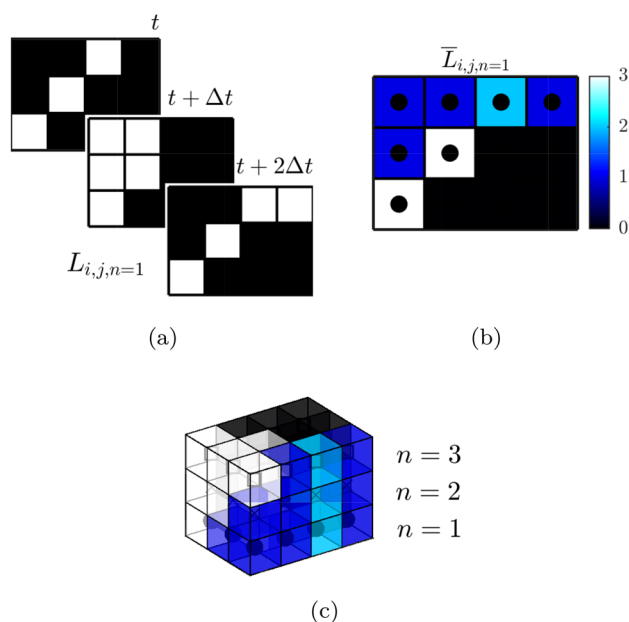 t
t + Δt
t + 2Δt
L_{i,j,n=1}
(a)
L̅_{i,j,n=1}
3
2
1
0
(b)
n = 3
n = 2
n = 1
(c)